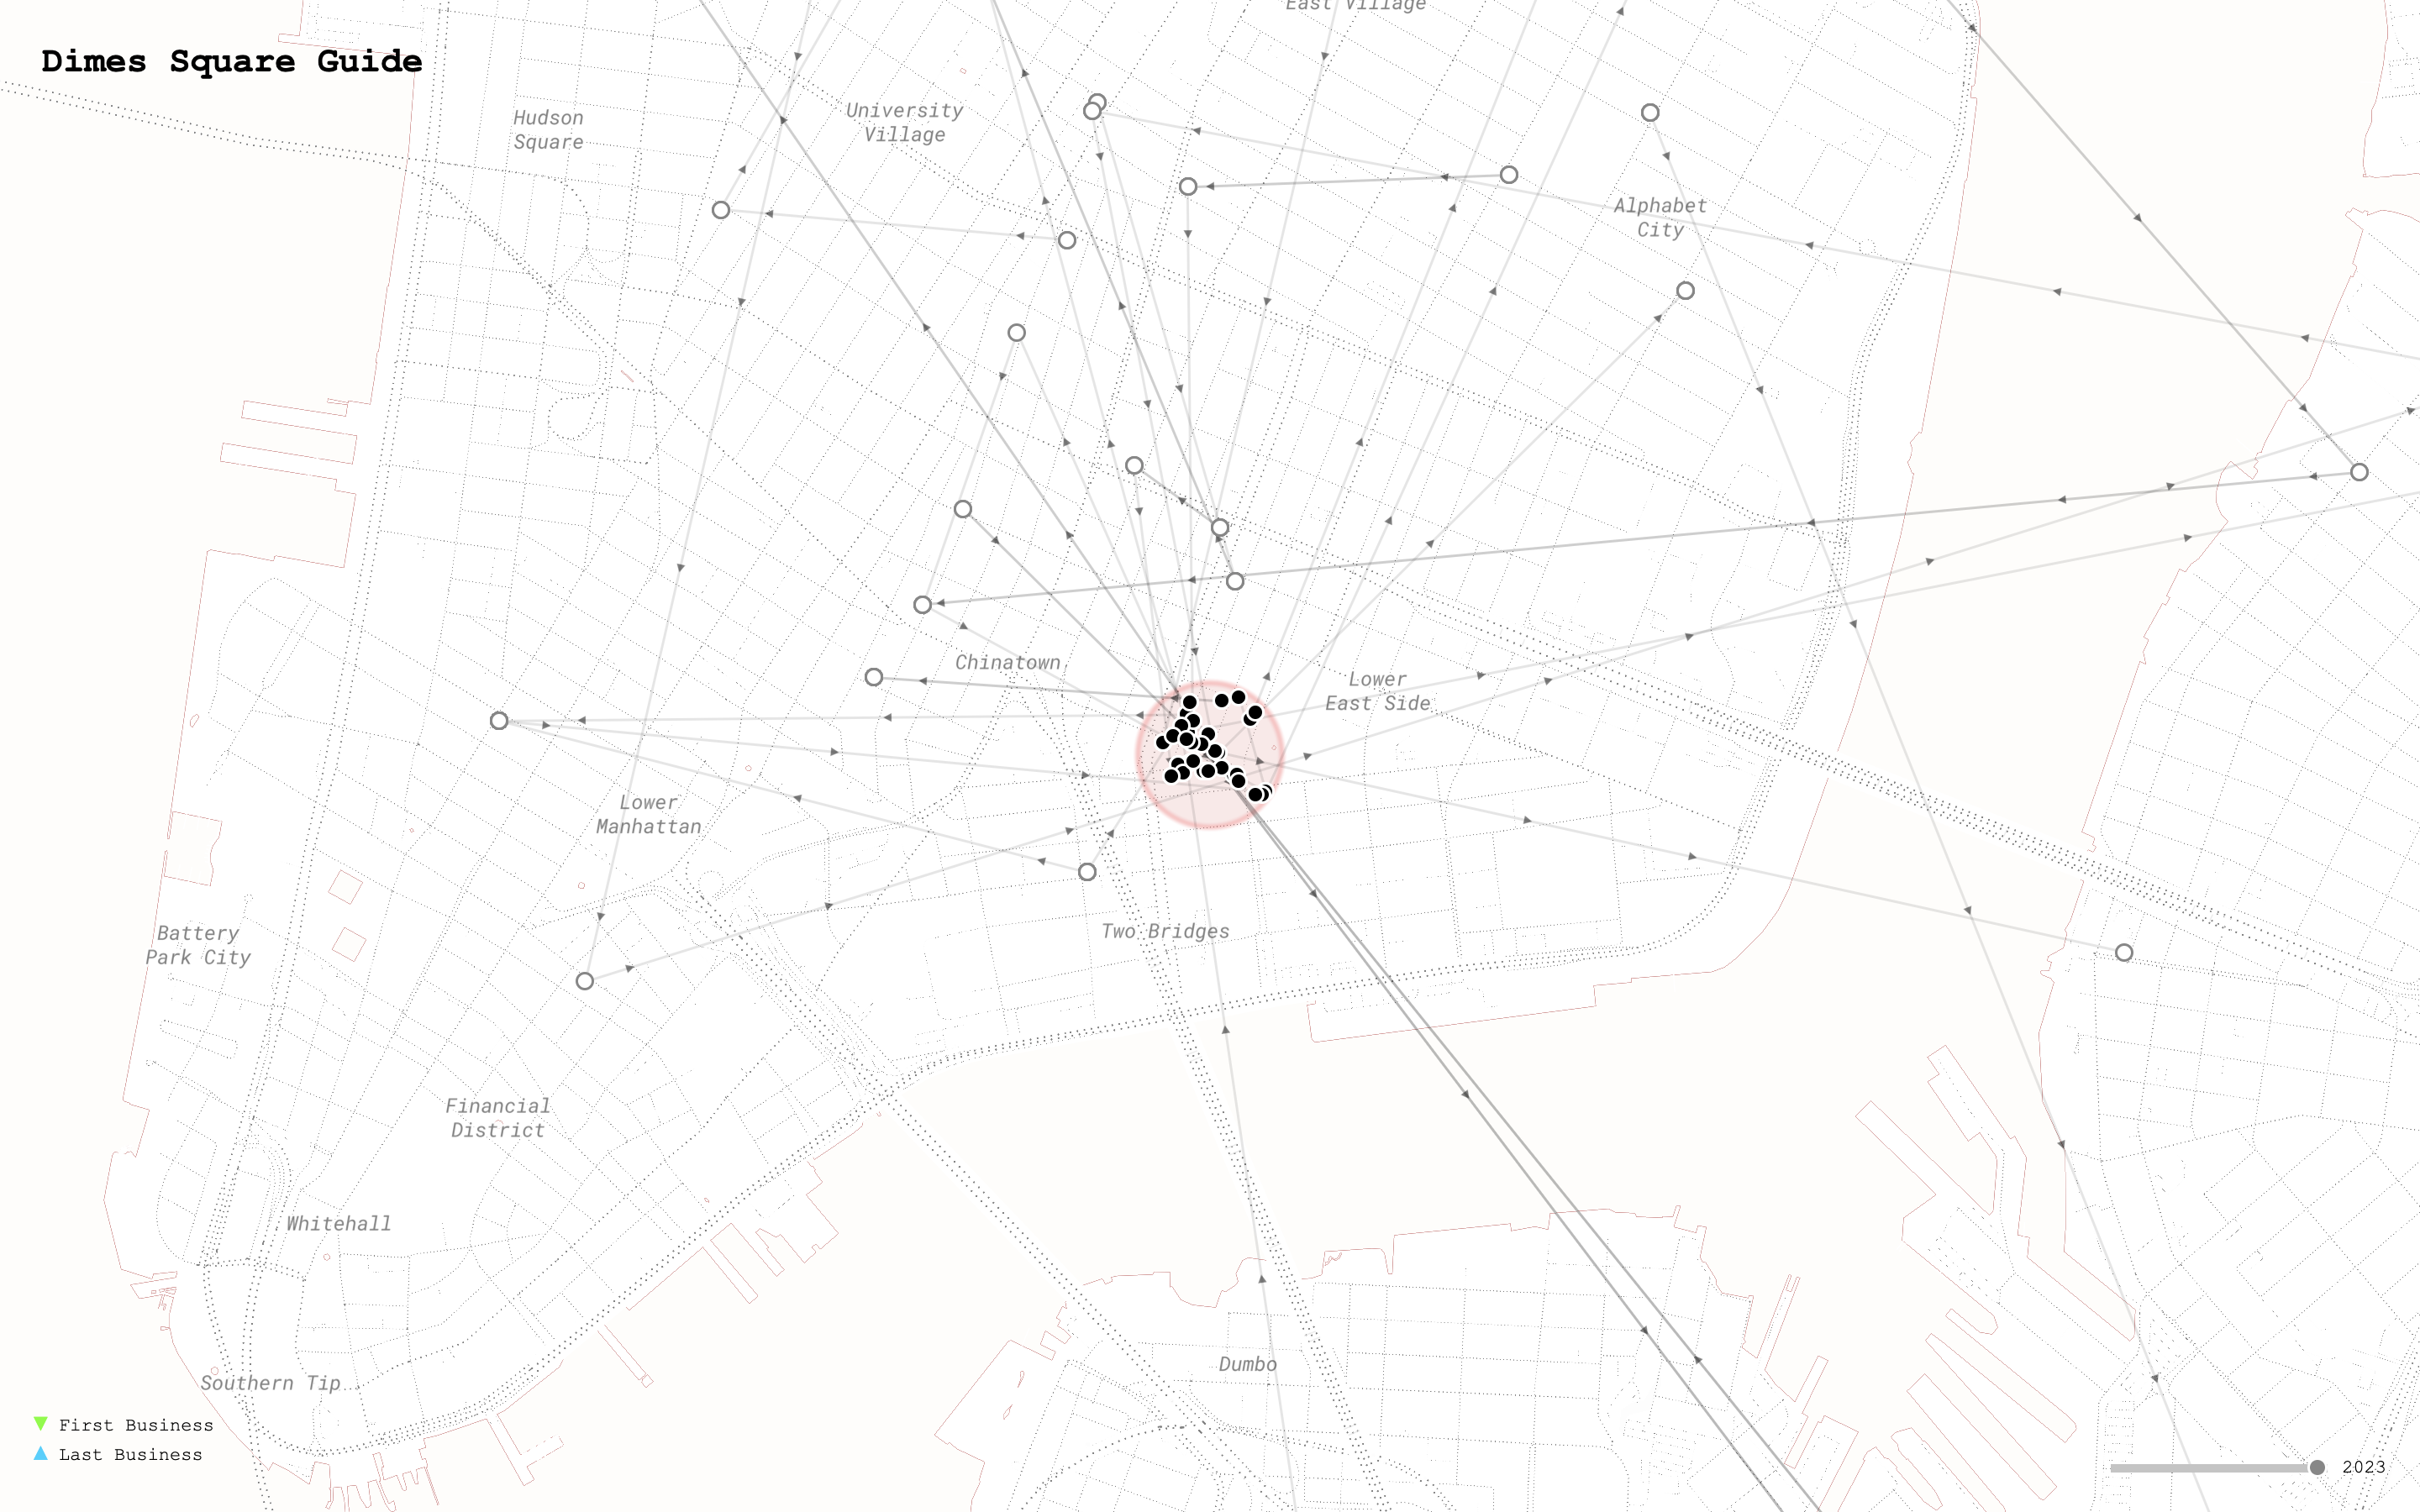 East Village
Dimes Square Guide
University
Village
Hudson
Square
Alphabet
City
Chinatown
Lower
East Side
Lower
Manhattan
Two Bridges
Battery
Park City
Financial
District
Whitehall
Dumbo
Southern Tip
First Business
Last Business
2023